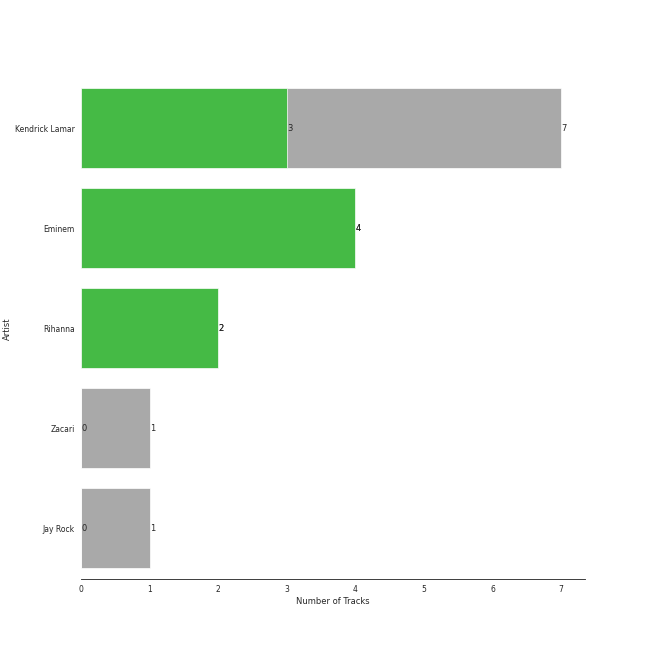 Kendrick Lamar 3 7
Eminem 4
Rihanna 2
Zacari 0 1
Jay Rock 0 1
Artist
0 1 2 3 4 5 6 7
Number of Tracks